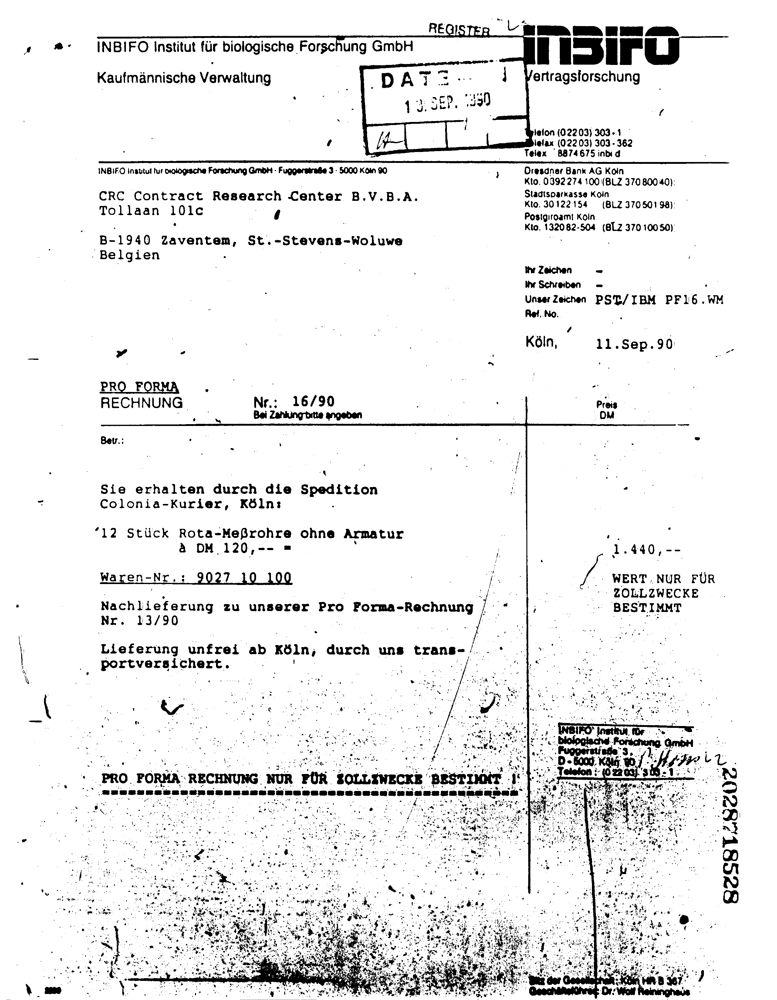 REGISTER
INBIFO
INBIFO Institut für biologische Forschung GmbH
Kaufmännische Verwaltung
DATE
13. SEP. 1990
Vertragsforschung
Telefon (02203) 303-1
Telefax (02203) 303-362
Telex 8874675 inbi d
INBIFO Institut für biologische Forschung GmbH · Fuggerstraße 3 · 5000 Köln 90
Dresdner Bank AG Köln
Kto. 0392274100 (BLZ 37080040)
Stadtsparkasse Köln
Kto. 30122154 (BLZ 37050198)
Postgiroamt Köln
Kto. 132082-504 (BLZ 37010050)
CRC Contract Research Center B.V.B.A.
Tollaan 101c
B-1940 Zaventem, St.-Stevens-Woluwe
Belgien
Ihr Zeichen –
Ihr Schreiben –
Unser Zeichen PST/IBM PF16.WM
Ref. No.
Köln, 11.Sep.90
PRO FORMA
RECHNUNG Nr.: 16/90
Bei Zahlung bitte angeben
Preis
DM
Betr.:
Sie erhalten durch die Spedition
Colonia-Kurier, Köln:
12 Stück Rota-Meßrohre ohne Armatur
à DM 120,-- = 1.440,--
Waren-Nr.: 9027 10 100
WERT NUR FÜR
ZOLLZWECKE
BESTIMMT
Nachlieferung zu unserer Pro Forma-Rechnung
Nr. 13/90
Lieferung unfrei ab Köln, durch uns trans-
portversichert.
INBIFO Institut für
biologische Forschung GmbH
Fuggerstraße 3
D-5000 Köln 90
Telefon: (02203) 303-1
PRO FORMA RECHNUNG NUR FÜR ZOLLZWECKE BESTIMMT !
2028718528
Sitz der Gesellschaft: Köln HR B 367
Geschäftsführer: Dr. Wolf Reininghaus